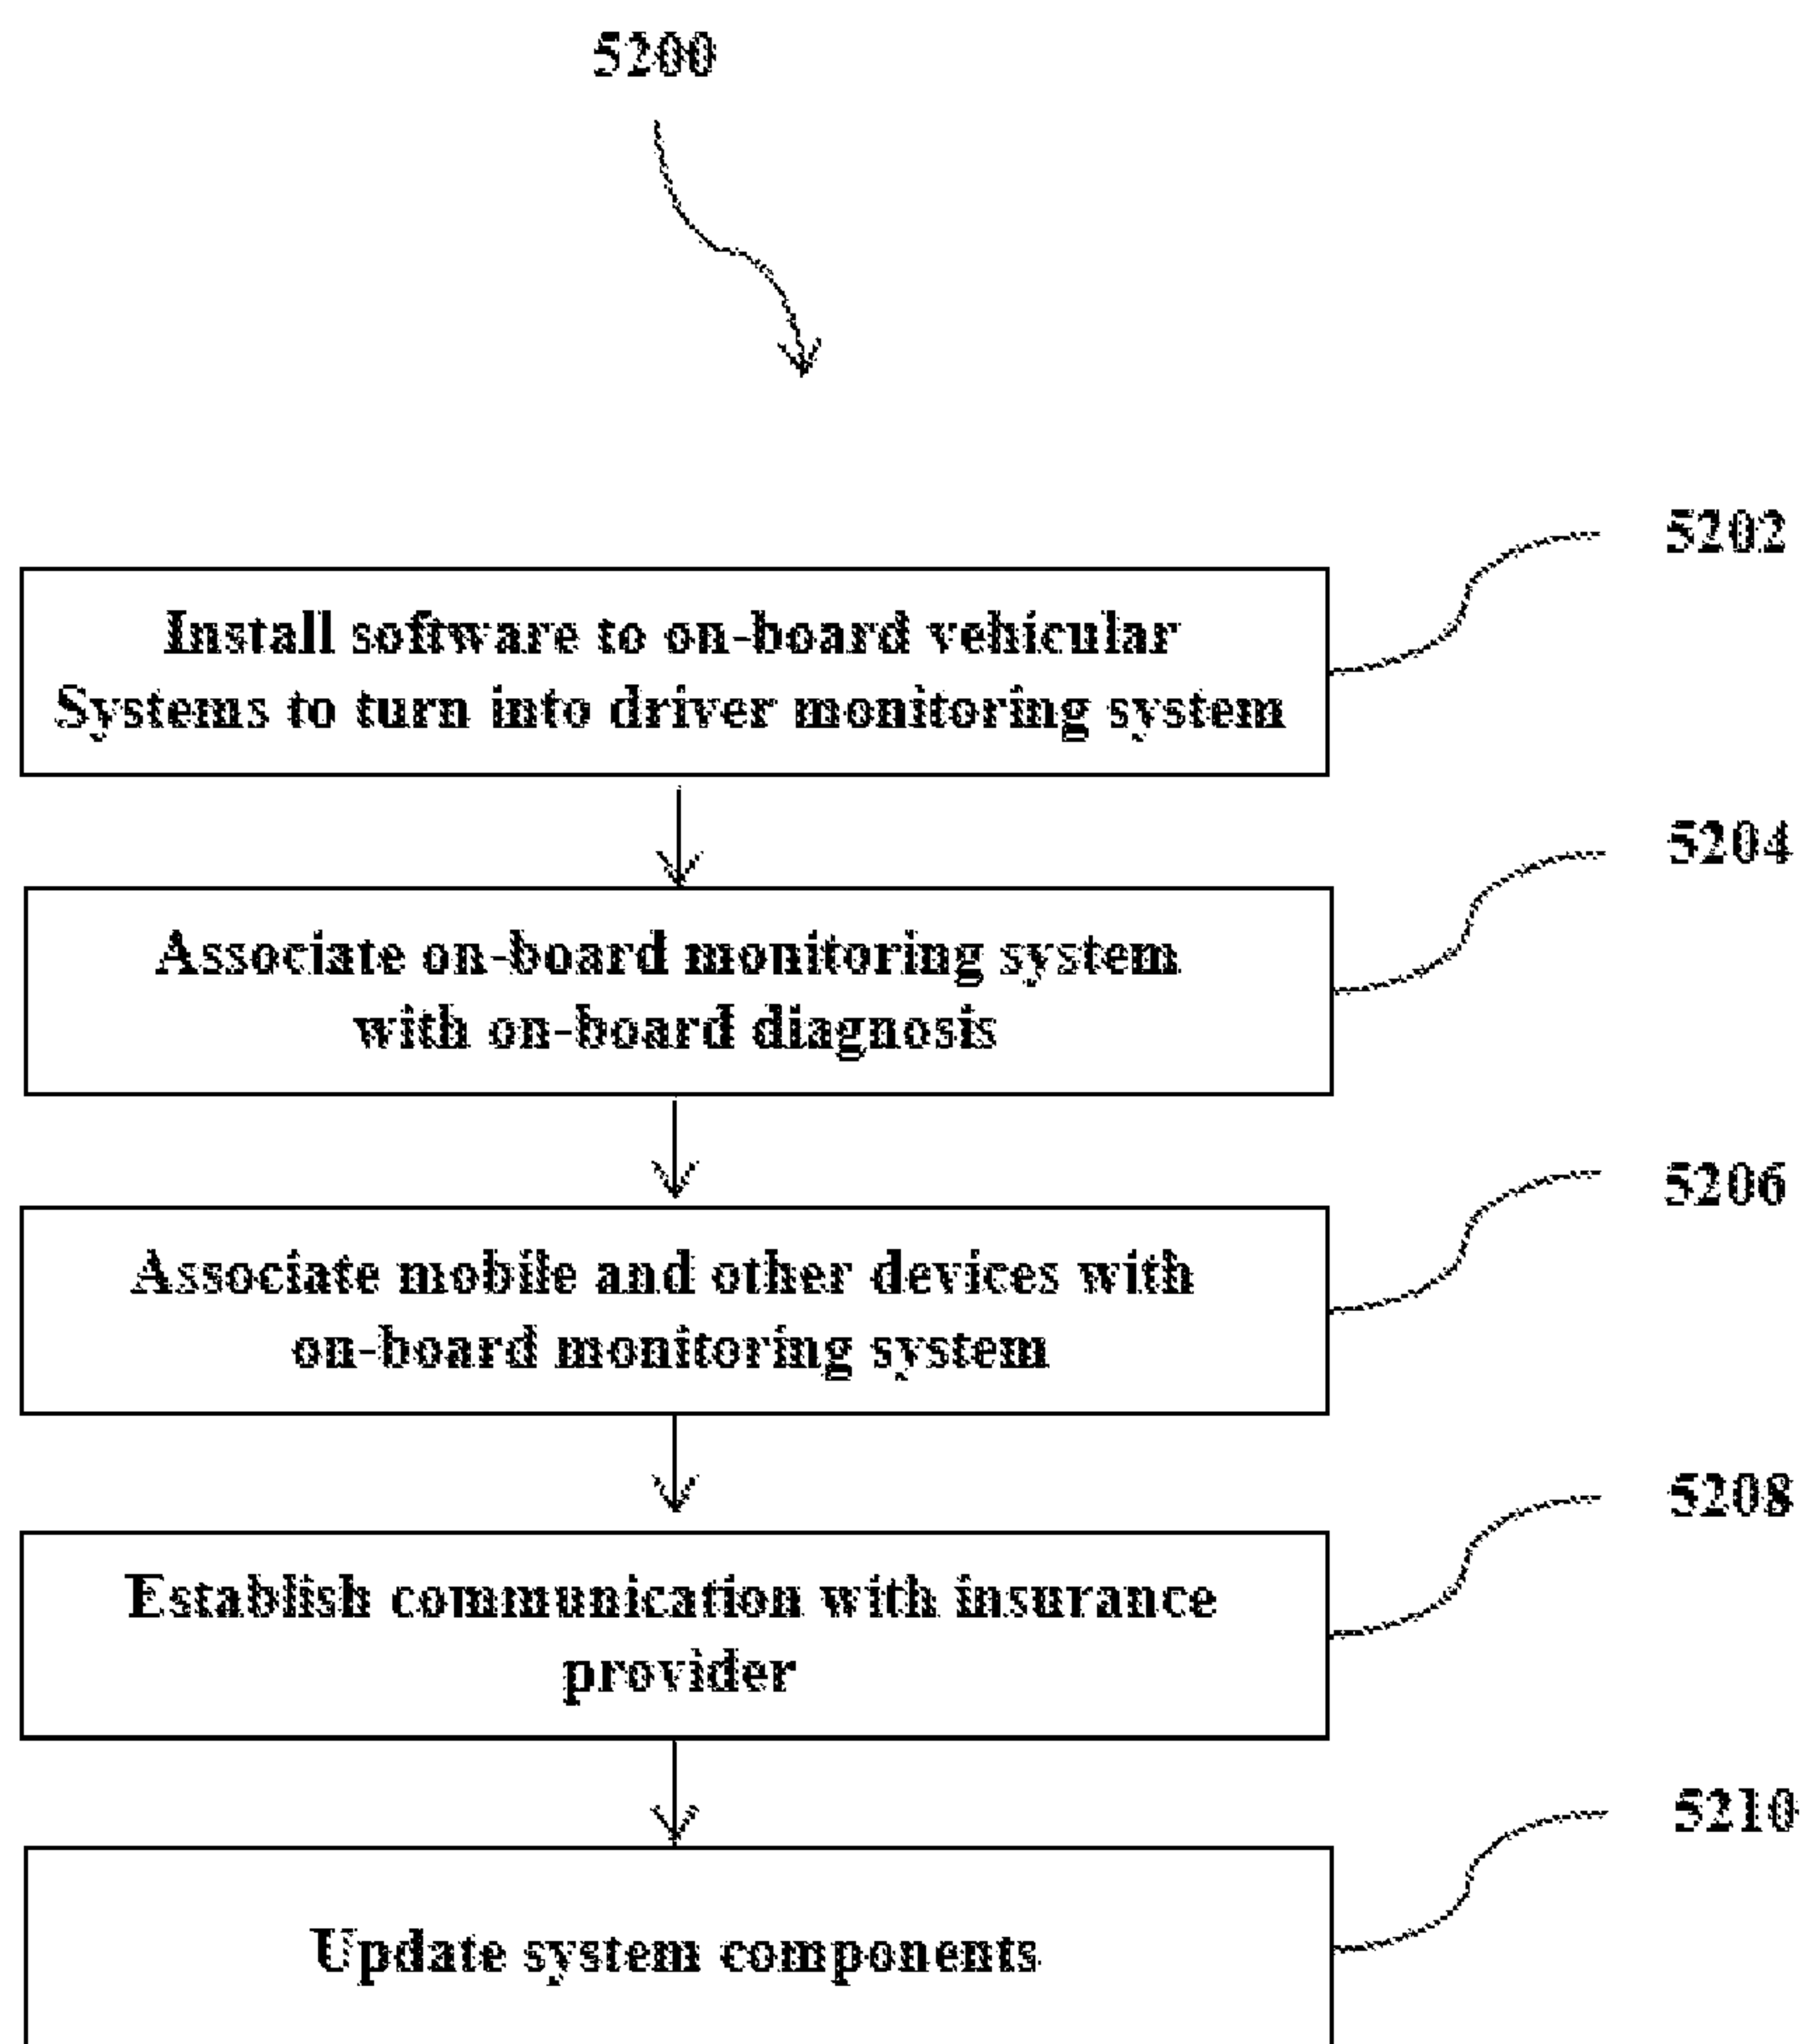 5200
5202
Install software to on-board vehicular
Systems to turn into driver monitoring system
5204
Associate on-board monitoring system
with on-board diagnosis
5206
Associate mobile and other devices with
on-board monitoring system
5208
Establish communication with insurance
provider
5210
Update system components